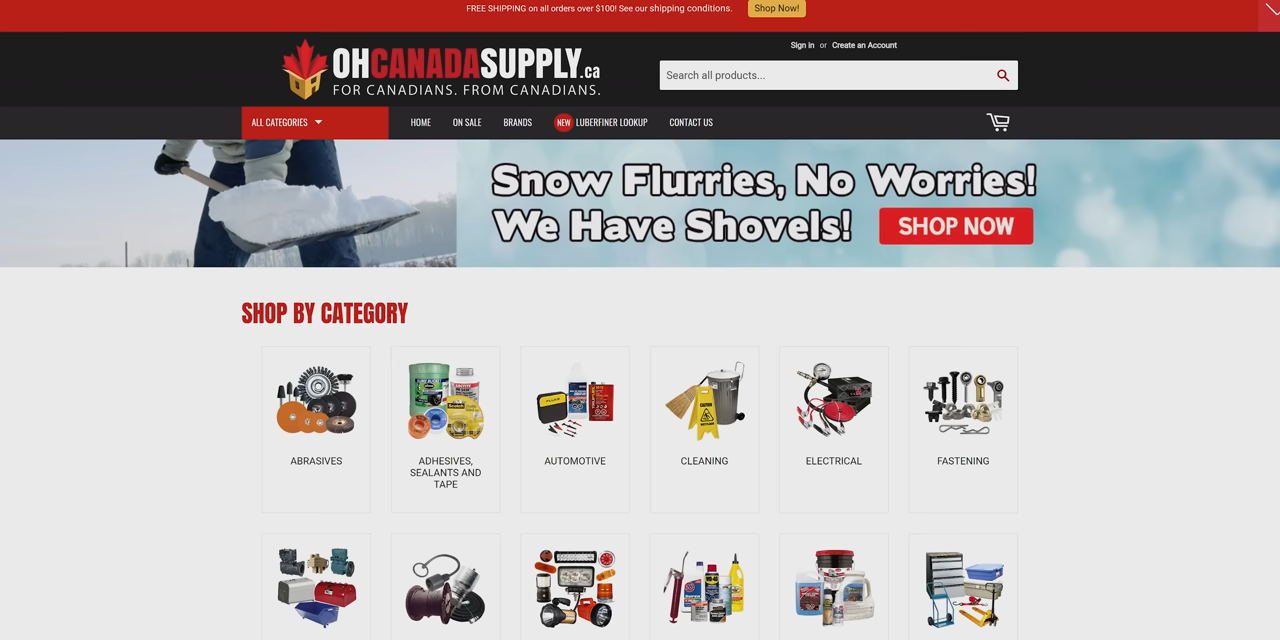 FREE SHIPPING on all orders over $100! See our shipping conditions.
Shop Now!
OHCANADASUPPLY.ca
FOR CANADIANS. FROM CANADIANS.
Sign in or Create an Account
Search all products...
ALL CATEGORIES
HOME
ON SALE
BRANDS
NEW LUBERFINER LOOKUP
CONTACT US
Snow Flurries, No Worries!
We Have Shovels!
SHOP NOW
SHOP BY CATEGORY
ABRASIVES
ADHESIVES,
SEALANTS AND
TAPE
AUTOMOTIVE
CLEANING
ELECTRICAL
FASTENING